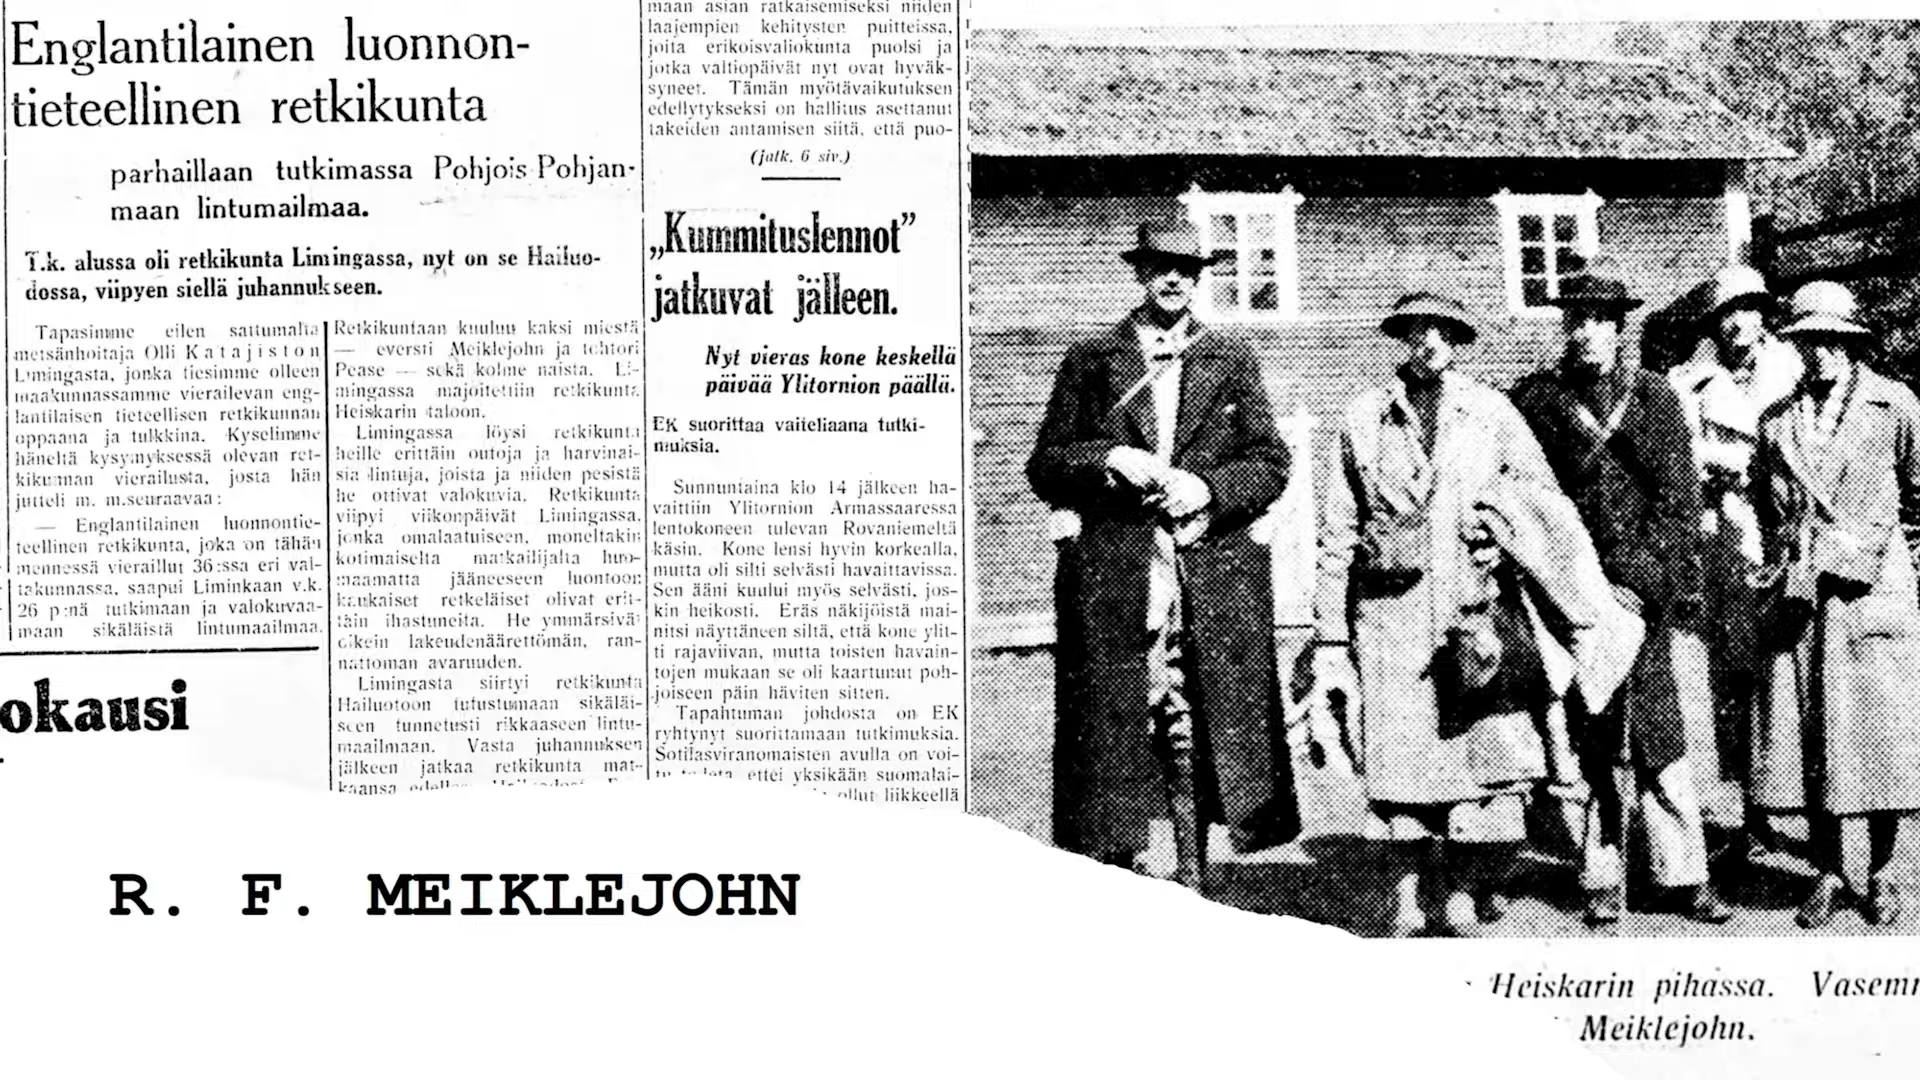 Englantilainen luonnon-
tieteellinen retkikunta
parhaillaan tutkimassa Pohjois-Pohjan-
maan lintumailmaa.
T.k. alussa oli retkikunta Limingassa, nyt on se Hailuo-
dossa, viipyen siellä juhannukseen.
Tapasimme eilen sattumalta
metsänhoitaja Olli Katajiston
Limingasta, jonka tiesimme olleen
maakunnassamme vierailevan eng-
lantilaisen tieteellisen retkikunnan
oppaana ja tulkkina. Kyselimme
häneltä kysymyksessä olevan ret-
kikunnan vierailusta, josta hän
jutteli m. m.seuraavaa:
— Englantilainen luonnontie-
teellinen retkikunta, joka on tähän
mennessä vieraillut 36:ssa eri val-
takunnassa, saapui Liminkaan v.k.
26 p:nä tutkimaan ja valokuvaa-
maan sikäläistä lintumaailmaa.
okausi
Retkikuntaan kuuluu kaksi miestä
— eversti Meiklejohn ja tohtori
Pease — sekä kolme naista. Li-
mingassa majoitettiin retkikunta
Heiskarin taloon.
Limingassa löysi retkikunta
heille erittäin outoja ja harvinai-
sia lintuja, joista ja niiden pesistä
he ottivat valokuvia. Retkikunta
viipyi viikonpäivät Limingassa,
jonka omalaatuiseen, moneltakin
kotimaiselta matkailijalta huo-
maamatta jääneeseen luontoon
kaukaiset retkeläiset olivat erit-
täin ihastuneita. He ymmärsivät
oikein lakeudenäärettömän, ran-
nattoman avaruuden.
Limingasta siirtyi retkikunta
Hailuotoon tutustumaan sikäläi-
seen tunnetusti rikkaaseen lintu-
maailmaan. Vasta juhannuksen
jälkeen jatkaa retkikunta mat-
kaansa
maan asian ratkaisemiseksi niiden
laajempien kehitysten puitteissa,
joita erikoisvaliokunta puolsi ja
jotka valtiopäivät nyt ovat hyväk-
syneet. Tämän myötävaikutuksen
edellytykseksi on hallitus asettanut
takeiden antamisen siitä, että puo-
(jatk. 6 siv.)
„Kummituslennot”
jatkuvat jälleen.
Nyt vieras kone keskellä
päivää Ylitornion päällä.
EK suorittaa vaiteliaana tutki-
muksia.
Sunnuntaina klo 14 jälkeen ha-
vaittiin Ylitornion Armassaaressa
lentokoneen tulevan Rovaniemeltä
käsin. Kone lensi hyvin korkealla,
mutta oli silti selvästi havaittavissa.
Sen ääni kuului myös selvästi, jos-
kin heikosti. Eräs näkijöistä mai-
nitsi näyttäneen siltä, että kone ylit-
ti rajaviivan, mutta toisten havain-
tojen mukaan se oli kaartunut poh-
joiseen päin häviten sitten.
Tapahtuman johdosta on EK
ryhtynyt suorittamaan tutkimuksia.
Sotilasviranomaisten avulla on voi-
ettei yksikään suomalai-
ollut liikkeellä
R. F. MEIKLEJOHN
Heiskarin pihassa. Vasemm
Meiklejohn.